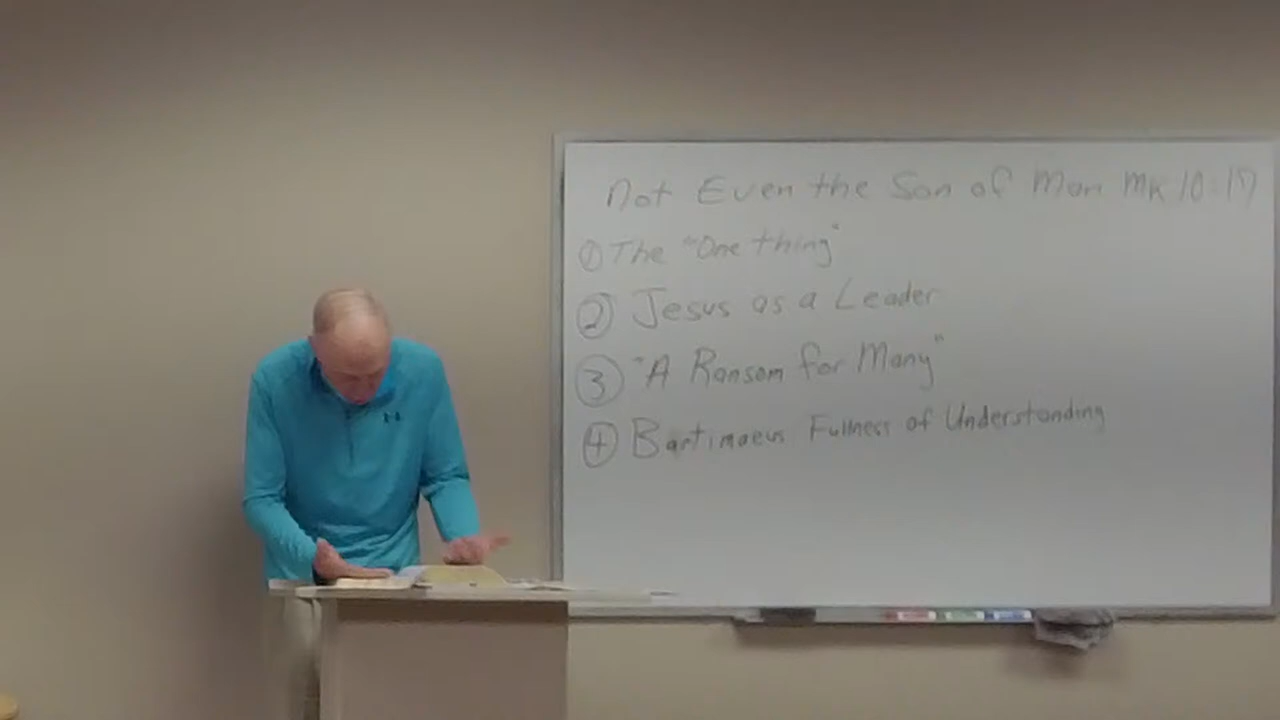 Not Even the Son of Man Mk 10:17
① The "One thing"
② Jesus as a Leader
③ "A Ransom for Many"
④ Bartimaeus Fullness of Understanding